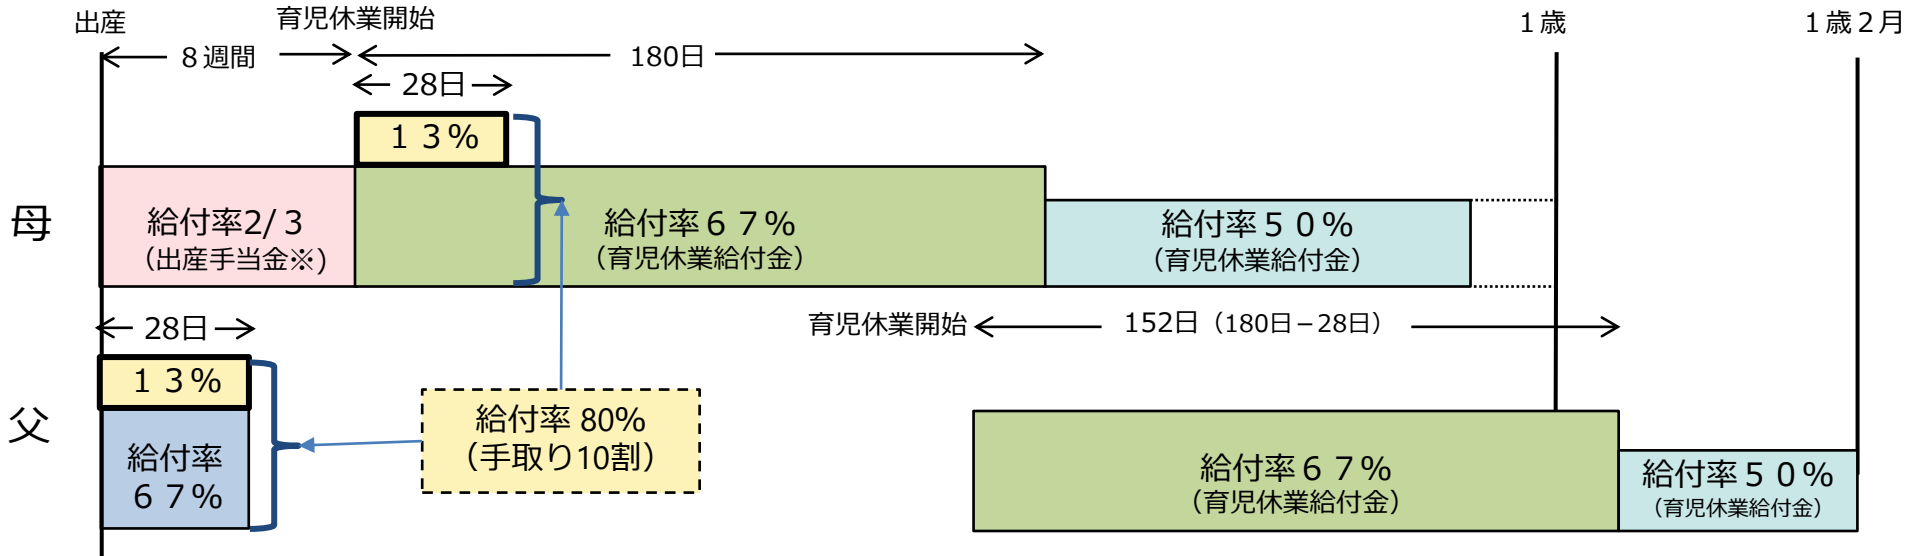 出産
育児休業開始
１歳
１歳２月
８週間
180日
28日
１３%
母
給付率2/３
（出産手当金※）
給付率６７%
（育児休業給付金）
給付率５０%
（育児休業給付金）
28日
育児休業開始
152日（180日－28日）
１３%
父
給付率
６７%
給付率 80%
（手取り10割）
給付率６７%
（育児休業給付金）
給付率５０%
（育児休業給付金）